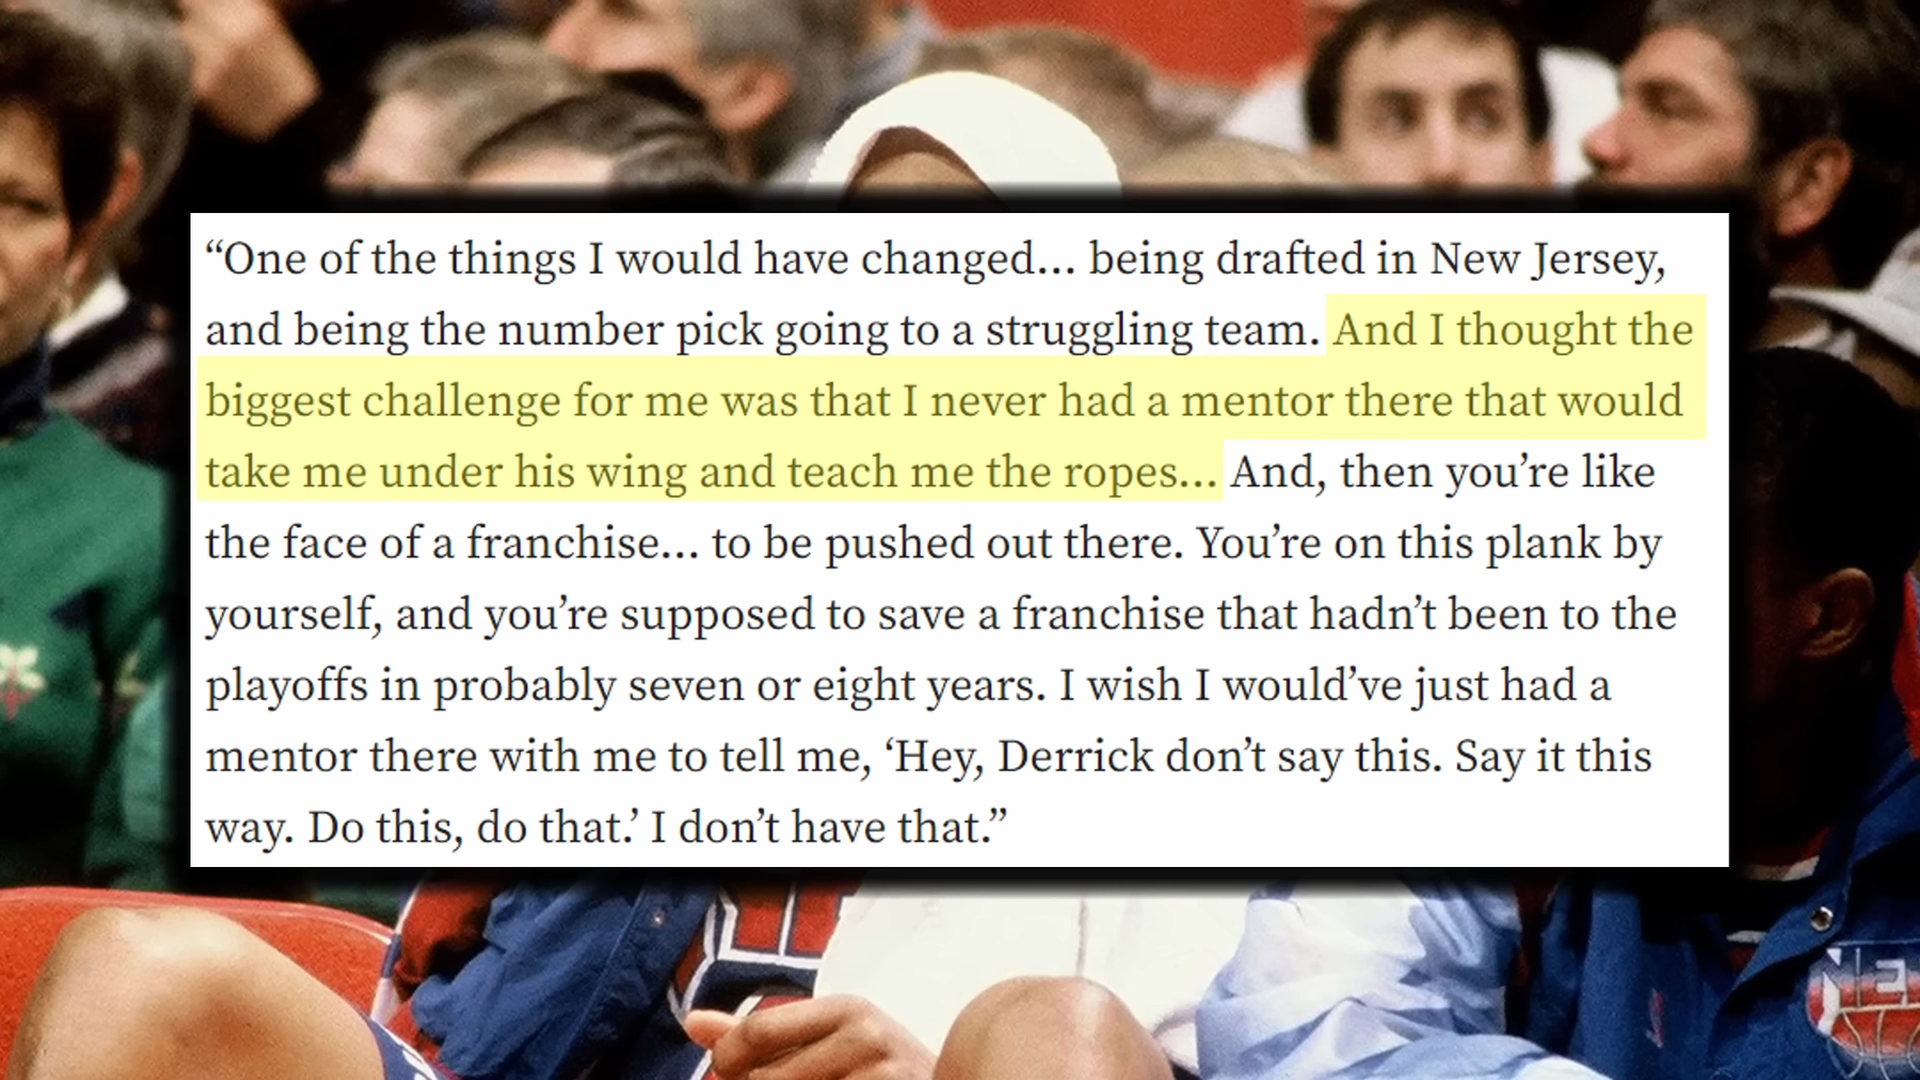 “One of the things I would have changed… being drafted in New Jersey,
and being the number pick going to a struggling team. And I thought the
biggest challenge for me was that I never had a mentor there that would
take me under his wing and teach me the ropes… And, then you’re like
the face of a franchise… to be pushed out there. You’re on this plank by
yourself, and you’re supposed to save a franchise that hadn’t been to the
playoffs in probably seven or eight years. I wish I would’ve just had a
mentor there with me to tell me, ‘Hey, Derrick don’t say this. Say it this
way. Do this, do that.’ I don’t have that.”
NE